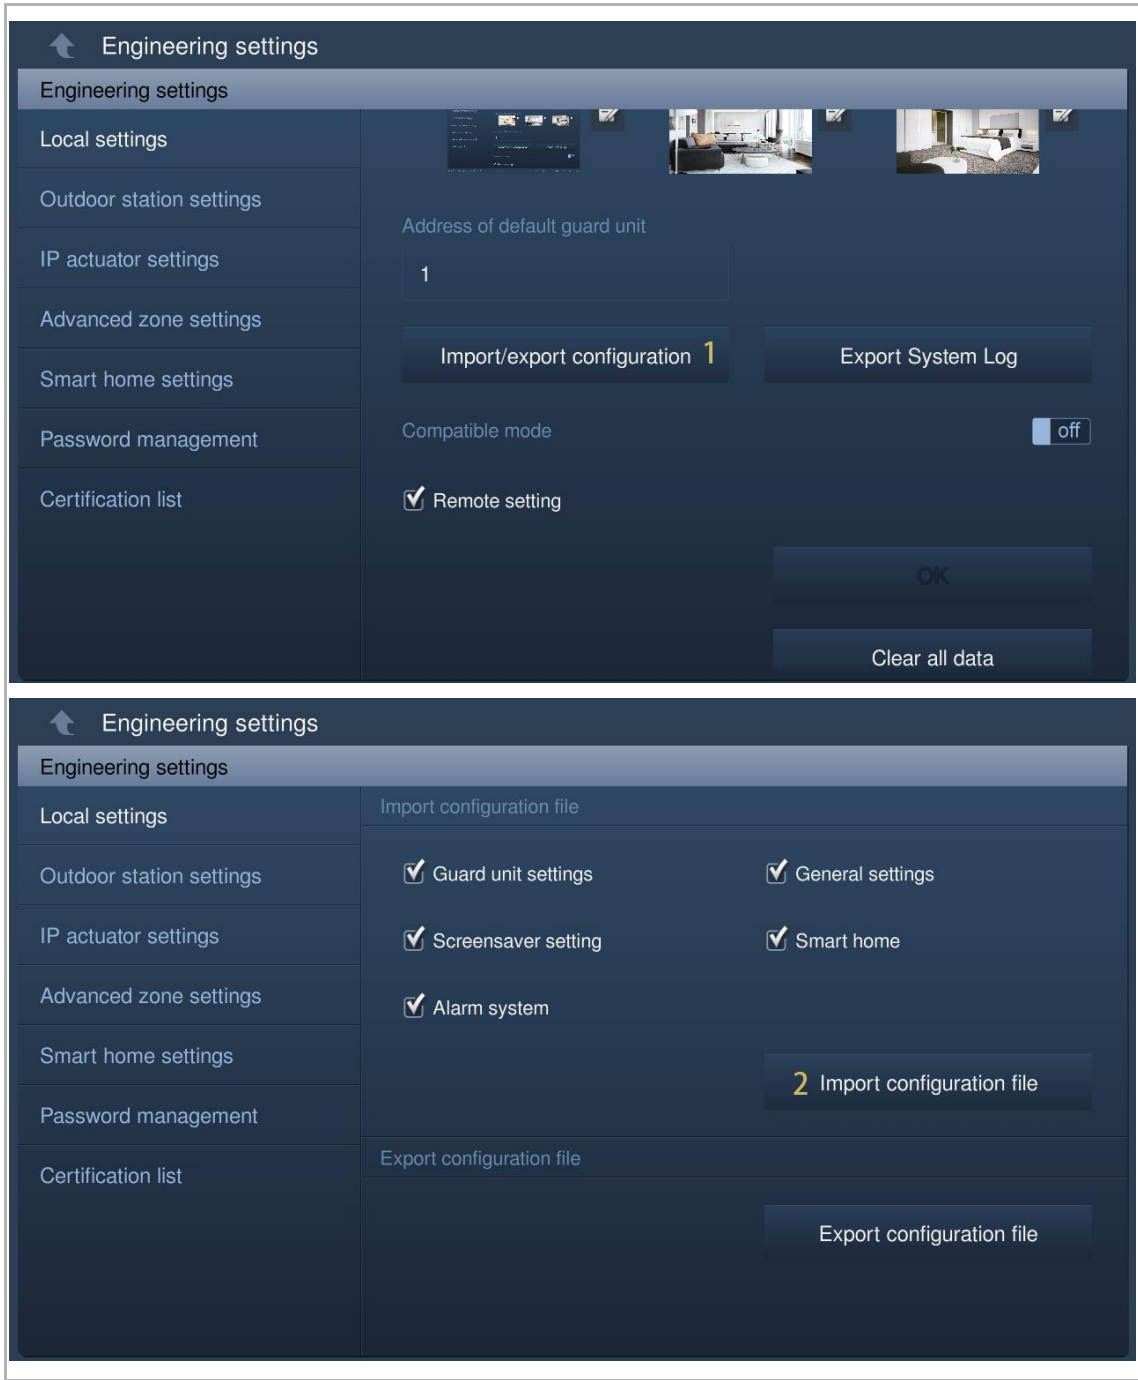 Engineering settings
Engineering settings
Local settings
Outdoor station settings
IP actuator settings
Advanced zone settings
Smart home settings
Password management
Certification list
Address of default guard unit
1
Import/export configuration 1
Export System Log
Compatible mode
off
Remote setting
OK
Clear all data
Engineering settings
Engineering settings
Local settings
Outdoor station settings
IP actuator settings
Advanced zone settings
Smart home settings
Password management
Certification list
Import configuration file
Guard unit settings
General settings
Screensaver setting
Smart home
Alarm system
2 Import configuration file
Export configuration file
Export configuration file